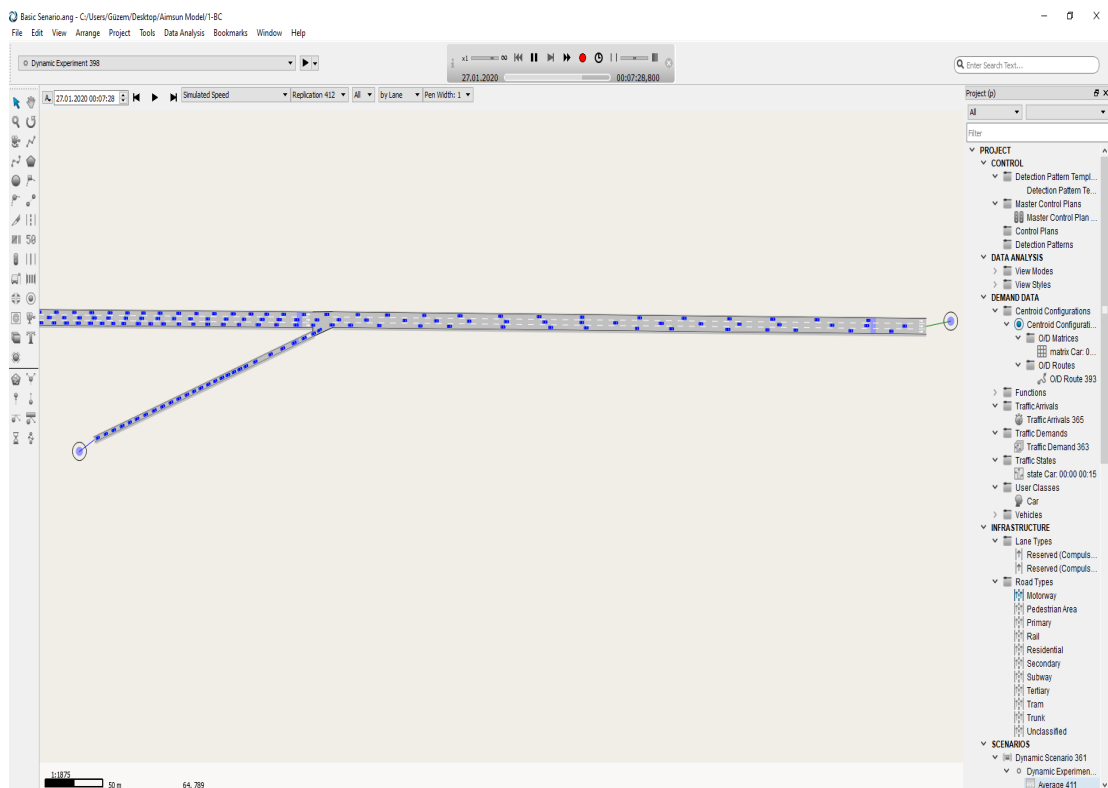 Basic Senario.ang - C:/Users/Güzem/Desktop/Aimsun Model/1-BC
File Edit View Arrange Project Tools Data Analysis Bookmarks Window Help
Dynamic Experiment 398
x1 ∞
27.01.2020 00:07:28,800
Enter Search Text...
27.01.2020 00:07:28 Simulated Speed Replication 412 All by Lane Pen Width: 1
Project (p)
All
Filter
PROJECT
CONTROL
Detection Pattern Templ...
Detection Pattern Te...
Master Control Plans
Master Control Plan ...
Control Plans
Detection Patterns
DATA ANALYSIS
View Modes
View Styles
DEMAND DATA
Centroid Configurations
Centroid Configurati...
O/D Matrices
matrix Car: 0...
O/D Routes
O/D Route 393
Functions
Traffic Arrivals
Traffic Arrivals 365
Traffic Demands
Traffic Demand 363
Traffic States
state Car: 00:00 00:15
User Classes
Car
Vehicles
INFRASTRUCTURE
Lane Types
Reserved (Compuls...
Reserved (Compuls...
Road Types
Motorway
Pedestrian Area
Primary
Rail
Residential
Secondary
Subway
Tertiary
Tram
Trunk
Unclassified
SCENARIOS
Dynamic Scenario 361
Dynamic Experimen...
Average 411
50
1:1875
50 m
64, 789